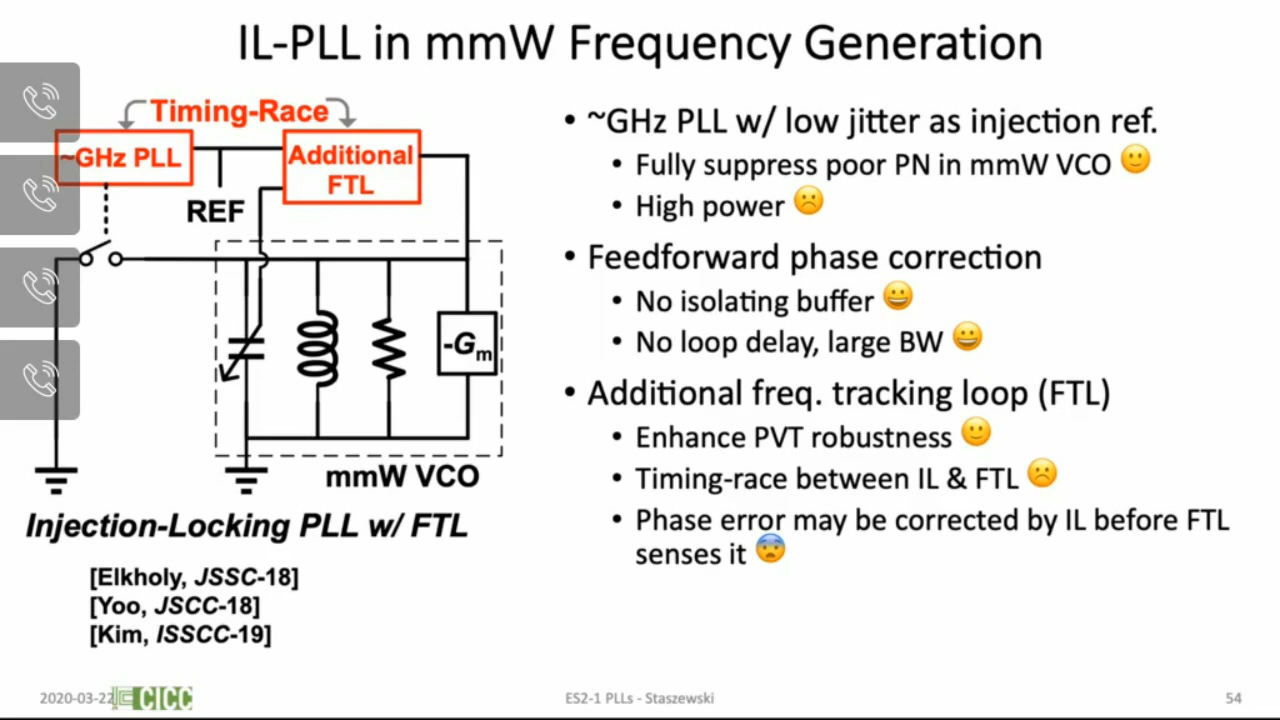 IL-PLL in mmW Frequency Generation
Timing-Race
~GHz PLL
Additional
FTL
REF
-Gm
mmW VCO
Injection-Locking PLL w/ FTL
[Elkholy, JSSC-18]
[Yoo, JSCC-18]
[Kim, ISSCC-19]
• ~GHz PLL w/ low jitter as injection ref.
• Fully suppress poor PN in mmW VCO 🙂
• High power ☹️
• Feedforward phase correction
• No isolating buffer 😀
• No loop delay, large BW 😀
• Additional freq. tracking loop (FTL)
• Enhance PVT robustness 🙂
• Timing-race between IL & FTL ☹️
• Phase error may be corrected by IL before FTL
senses it 😨
2020-03-22
CICC
ES2-1 PLLs - Staszewski
54